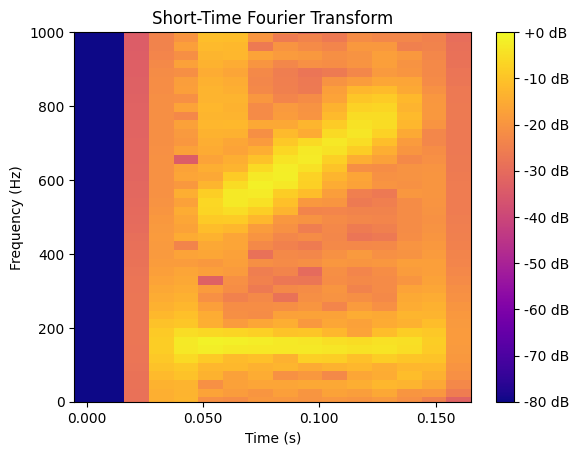 Short-Time Fourier Transform
1000
800
600
400
200
0
Frequency (Hz)
0.000
0.050
0.100
0.150
Time (s)
+0 dB
-10 dB
-20 dB
-30 dB
-40 dB
-50 dB
-60 dB
-70 dB
-80 dB